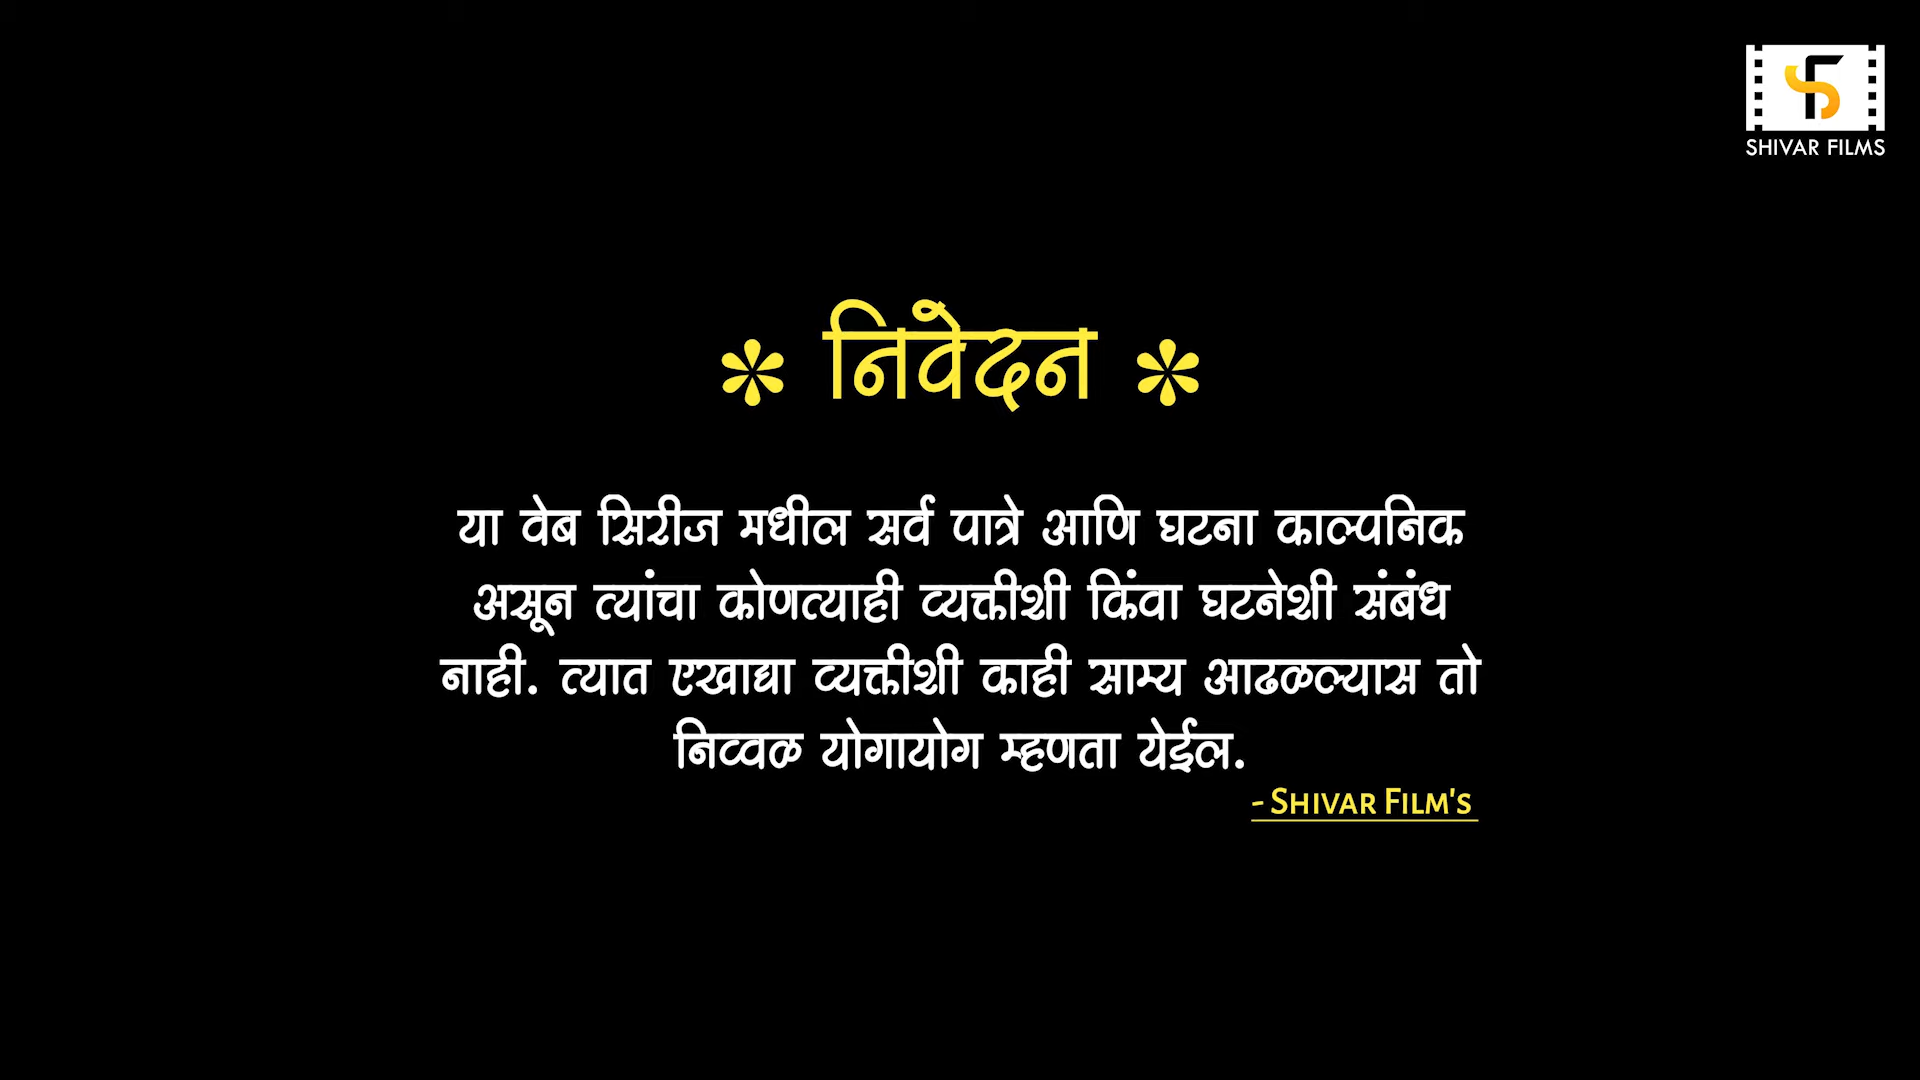 SHIVAR FILMS
* निवेदन *
या वेब सिरीज मधील सर्व पात्रे आणि घटना काल्पनिक
असून त्यांचा कोणत्याही व्यक्तीशी किंवा घटनेशी संबंध
नाही. त्यात एखाद्या व्यक्तीशी काही साम्य आढळल्यास तो
निव्वळ योगायोग म्हणता येईल.
- SHIVAR FILM'S